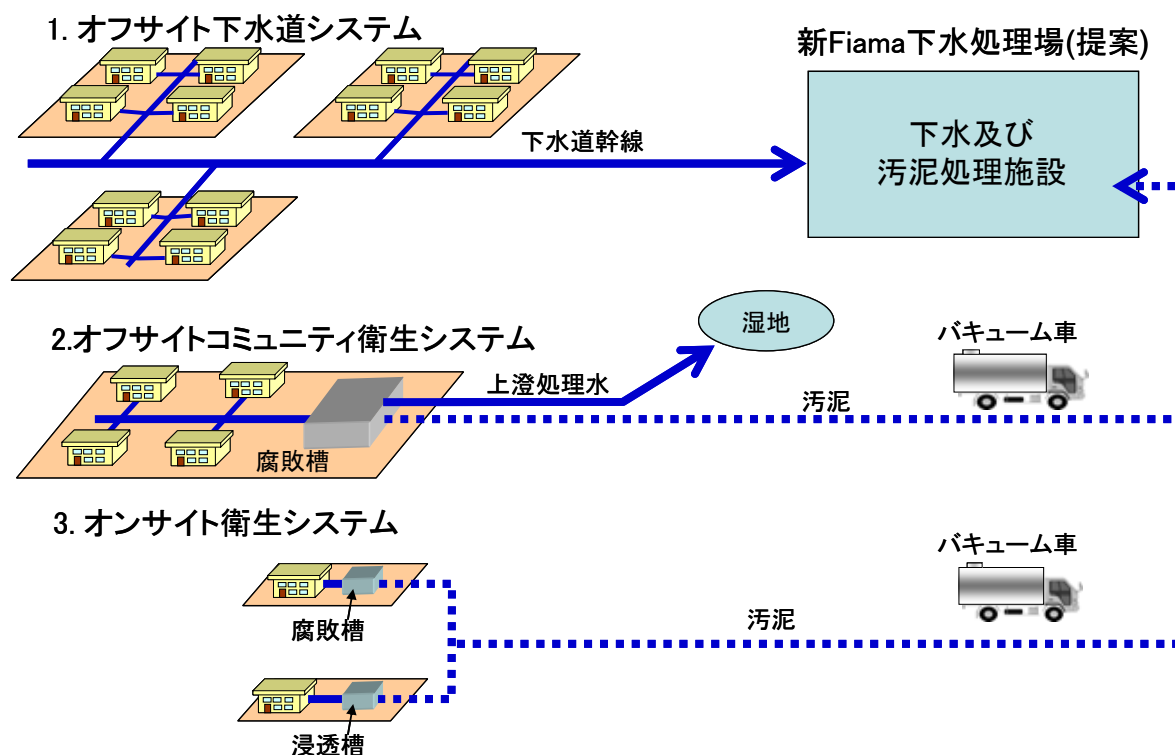 1. オフサイト下水道システム
新Fiama下水処理場(提案)
下水道幹線
下水及び
汚泥処理施設
2.オフサイトコミュニティ衛生システム
湿地
上澄処理水
バキューム車
汚泥
腐敗槽
3. オンサイト衛生システム
バキューム車
腐敗槽
汚泥
浸透槽